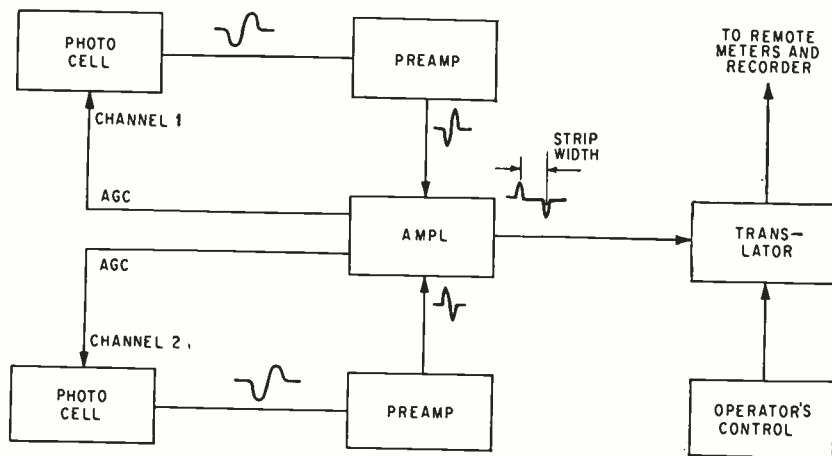 PHOTO
CELL
PREAMP
TO REMOTE
METERS AND
RECORDER
CHANNEL 1
STRIP
WIDTH
AGC
AMPL
TRANS-
LATOR
AGC
CHANNEL 2
PHOTO
CELL
PREAMP
OPERATOR'S
CONTROL